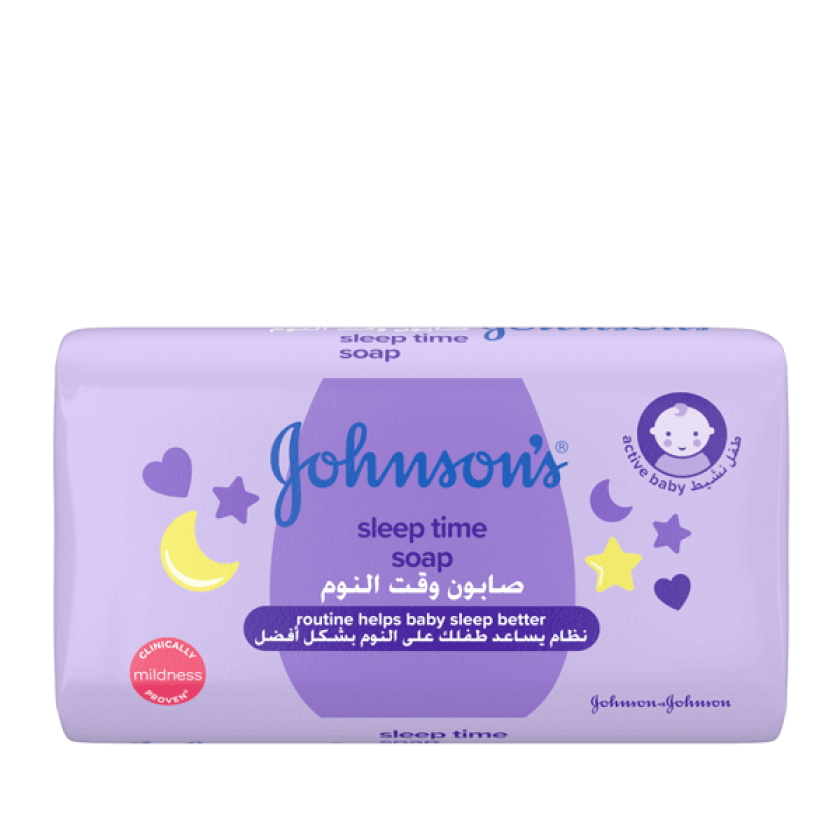 sleep time
soap
Johnson's®
sleep time
soap
صابون وقت النوم
routine helps baby sleep better
نظام يساعد طفلك على النوم بشكل أفضل
active baby طفل نشيط
CLINICALLY
mildness
PROVEN®
Johnson & Johnson
sleep time
soap